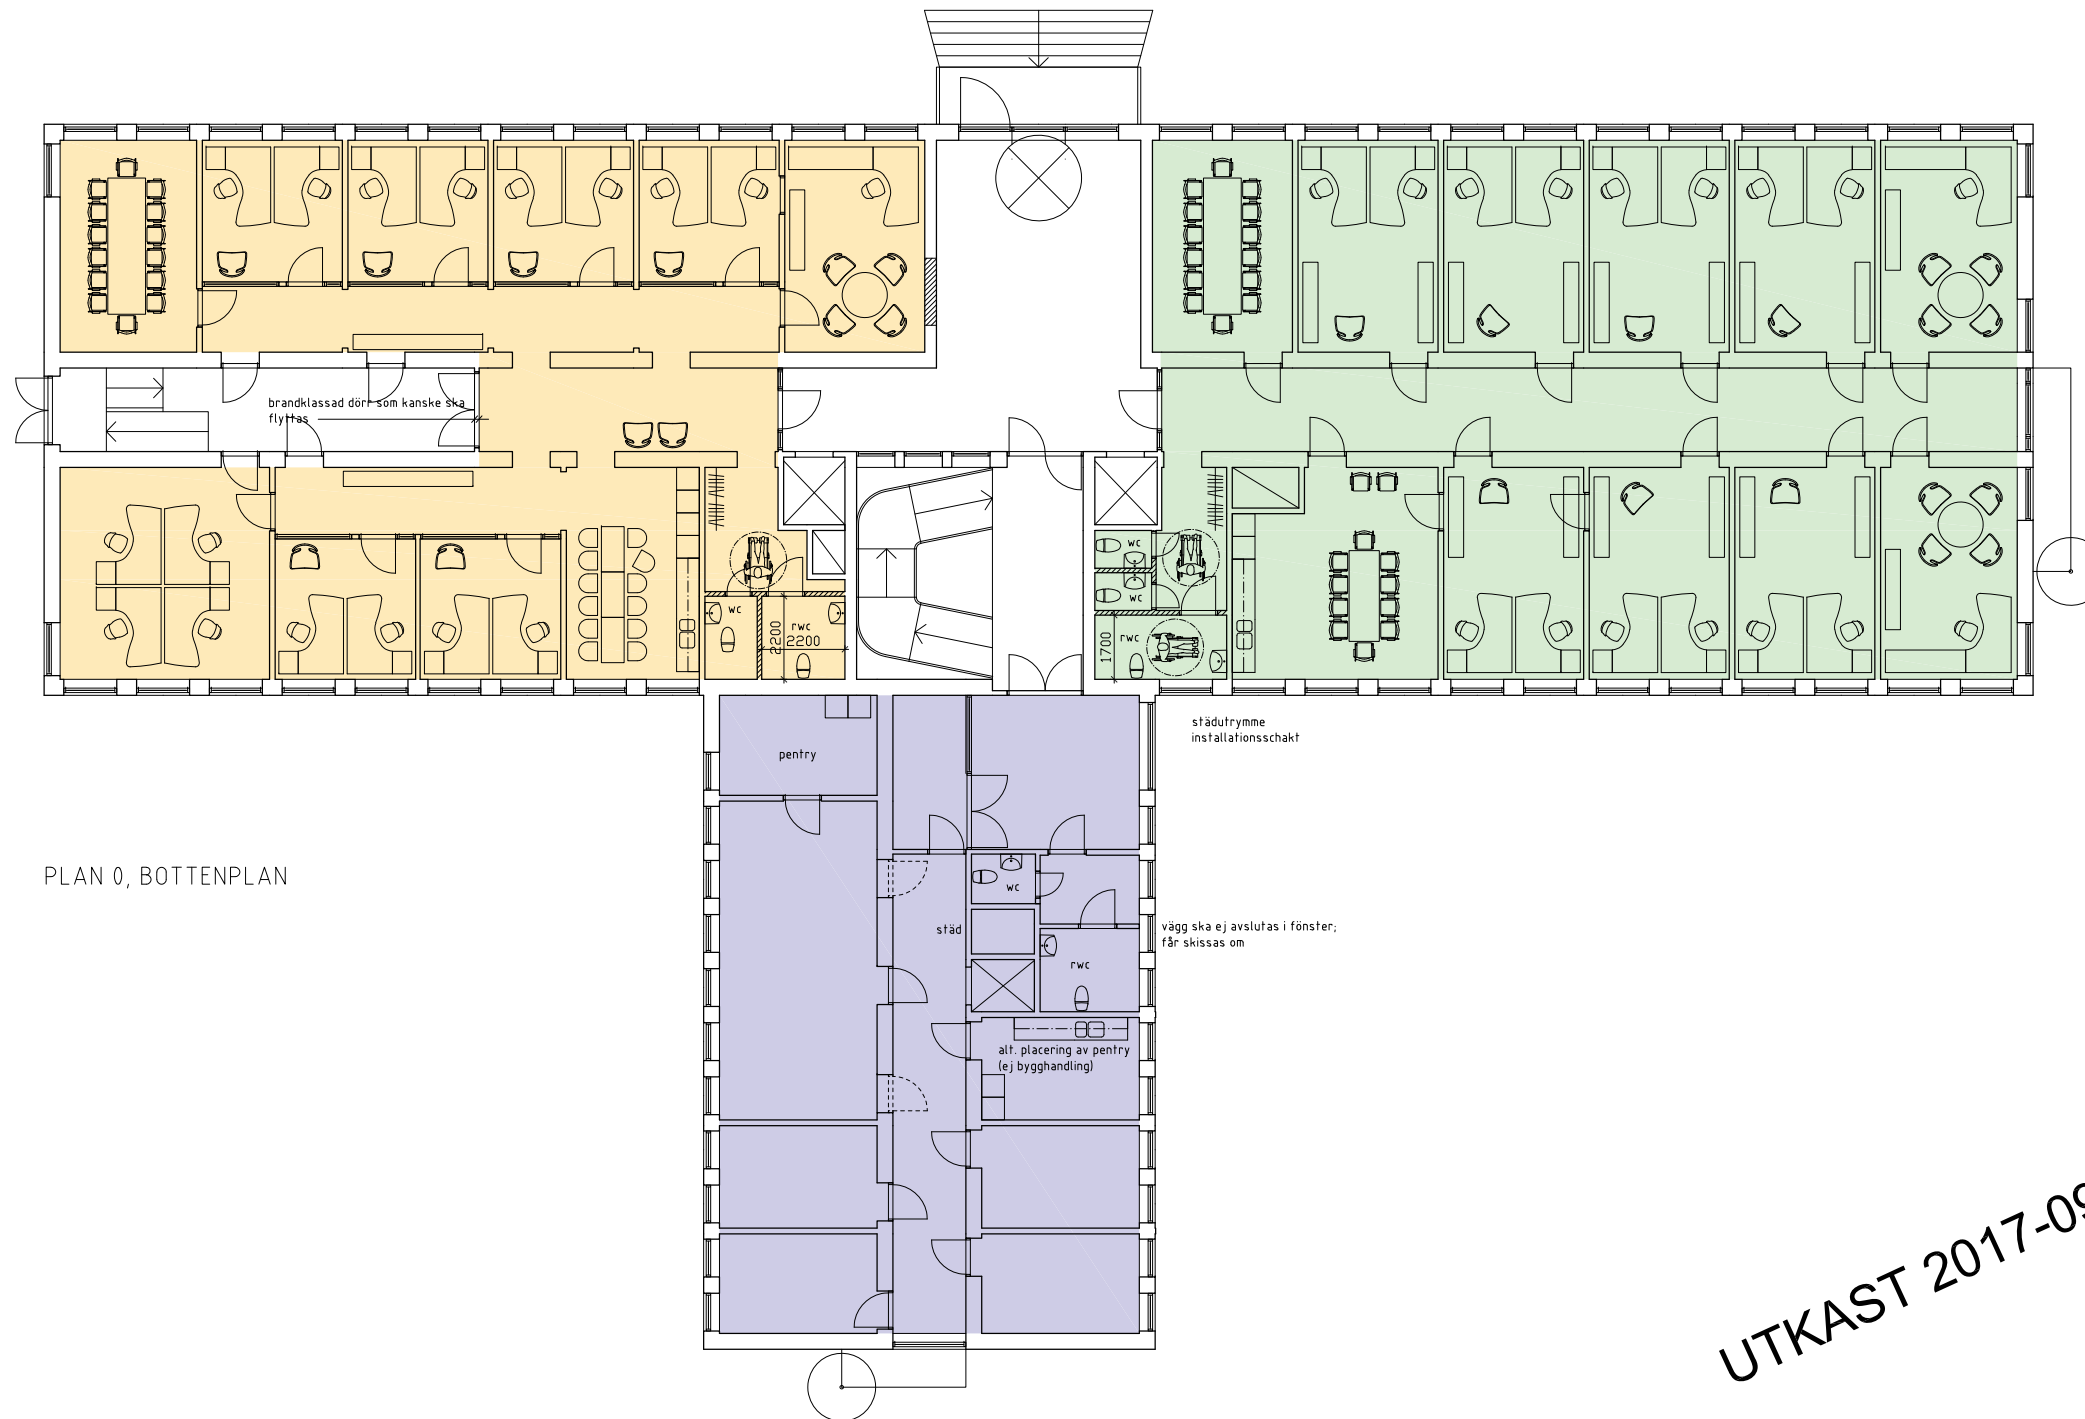 brandklassad dörr som kanske ska
flyttas
wc
rwc
2200
2200
wc
wc
rwc
1700
städutrymme
installationsschakt
pentry
PLAN 0, BOTTENPLAN
wc
städ
vägg ska ej avslutas i fönster;
får skissas om
rwc
alt. placering av pentry
(ej bygghandling)
UTKAST 2017-09